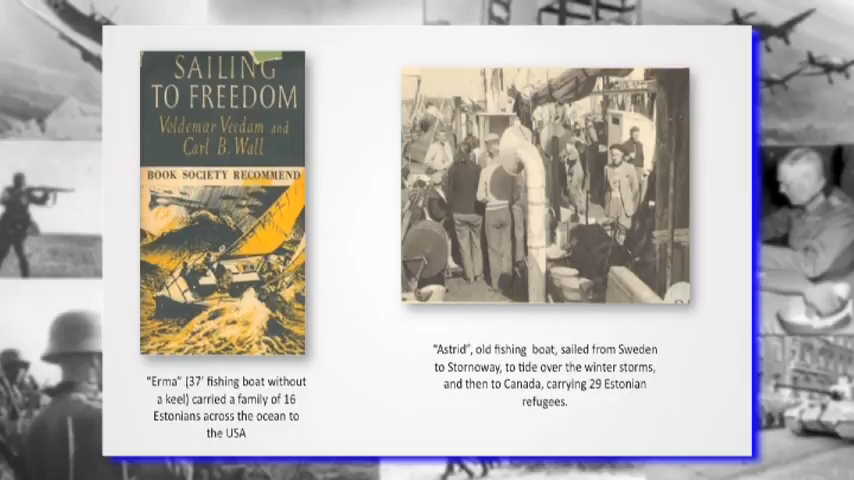 SAILING
TO FREEDOM
Voldemar Veedam and
Carl B. Wall
BOOK SOCIETY RECOMMEND
"Erma" (37' fishing boat without
a keel) carried a family of 16
Estonians across the ocean to
the USA
"Astrid", old fishing boat, sailed from Sweden
to Stornoway, to tide over the winter storms,
and then to Canada, carrying 29 Estonian
refugees.